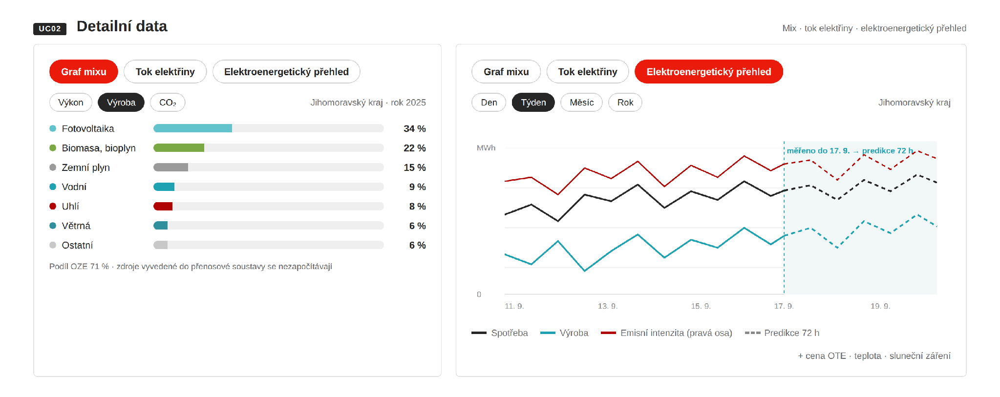 UC02 Detailní data
Mix · tok elektřiny · elektroenergetický přehled
Graf mixu Tok elektřiny Elektroenergetický přehled
Výkon Výroba CO₂ Jihomoravský kraj · rok 2025
Fotovoltaika 34 %
Biomasa, bioplyn 22 %
Zemní plyn 15 %
Vodní 9 %
Uhlí 8 %
Větrná 6 %
Ostatní 6 %
Podíl OZE 71 % · zdroje vyvedené do přenosové soustavy se nezapočítávají
Graf mixu Tok elektřiny Elektroenergetický přehled
Den Týden Měsíc Rok Jihomoravský kraj
MWh
měřeno do 17. 9. → predikce 72 h
0
11. 9. 13. 9. 15. 9. 17. 9. 19. 9.
Spotřeba Výroba Emisní intenzita (pravá osa) Predikce 72 h
+ cena OTE · teplota · sluneční záření